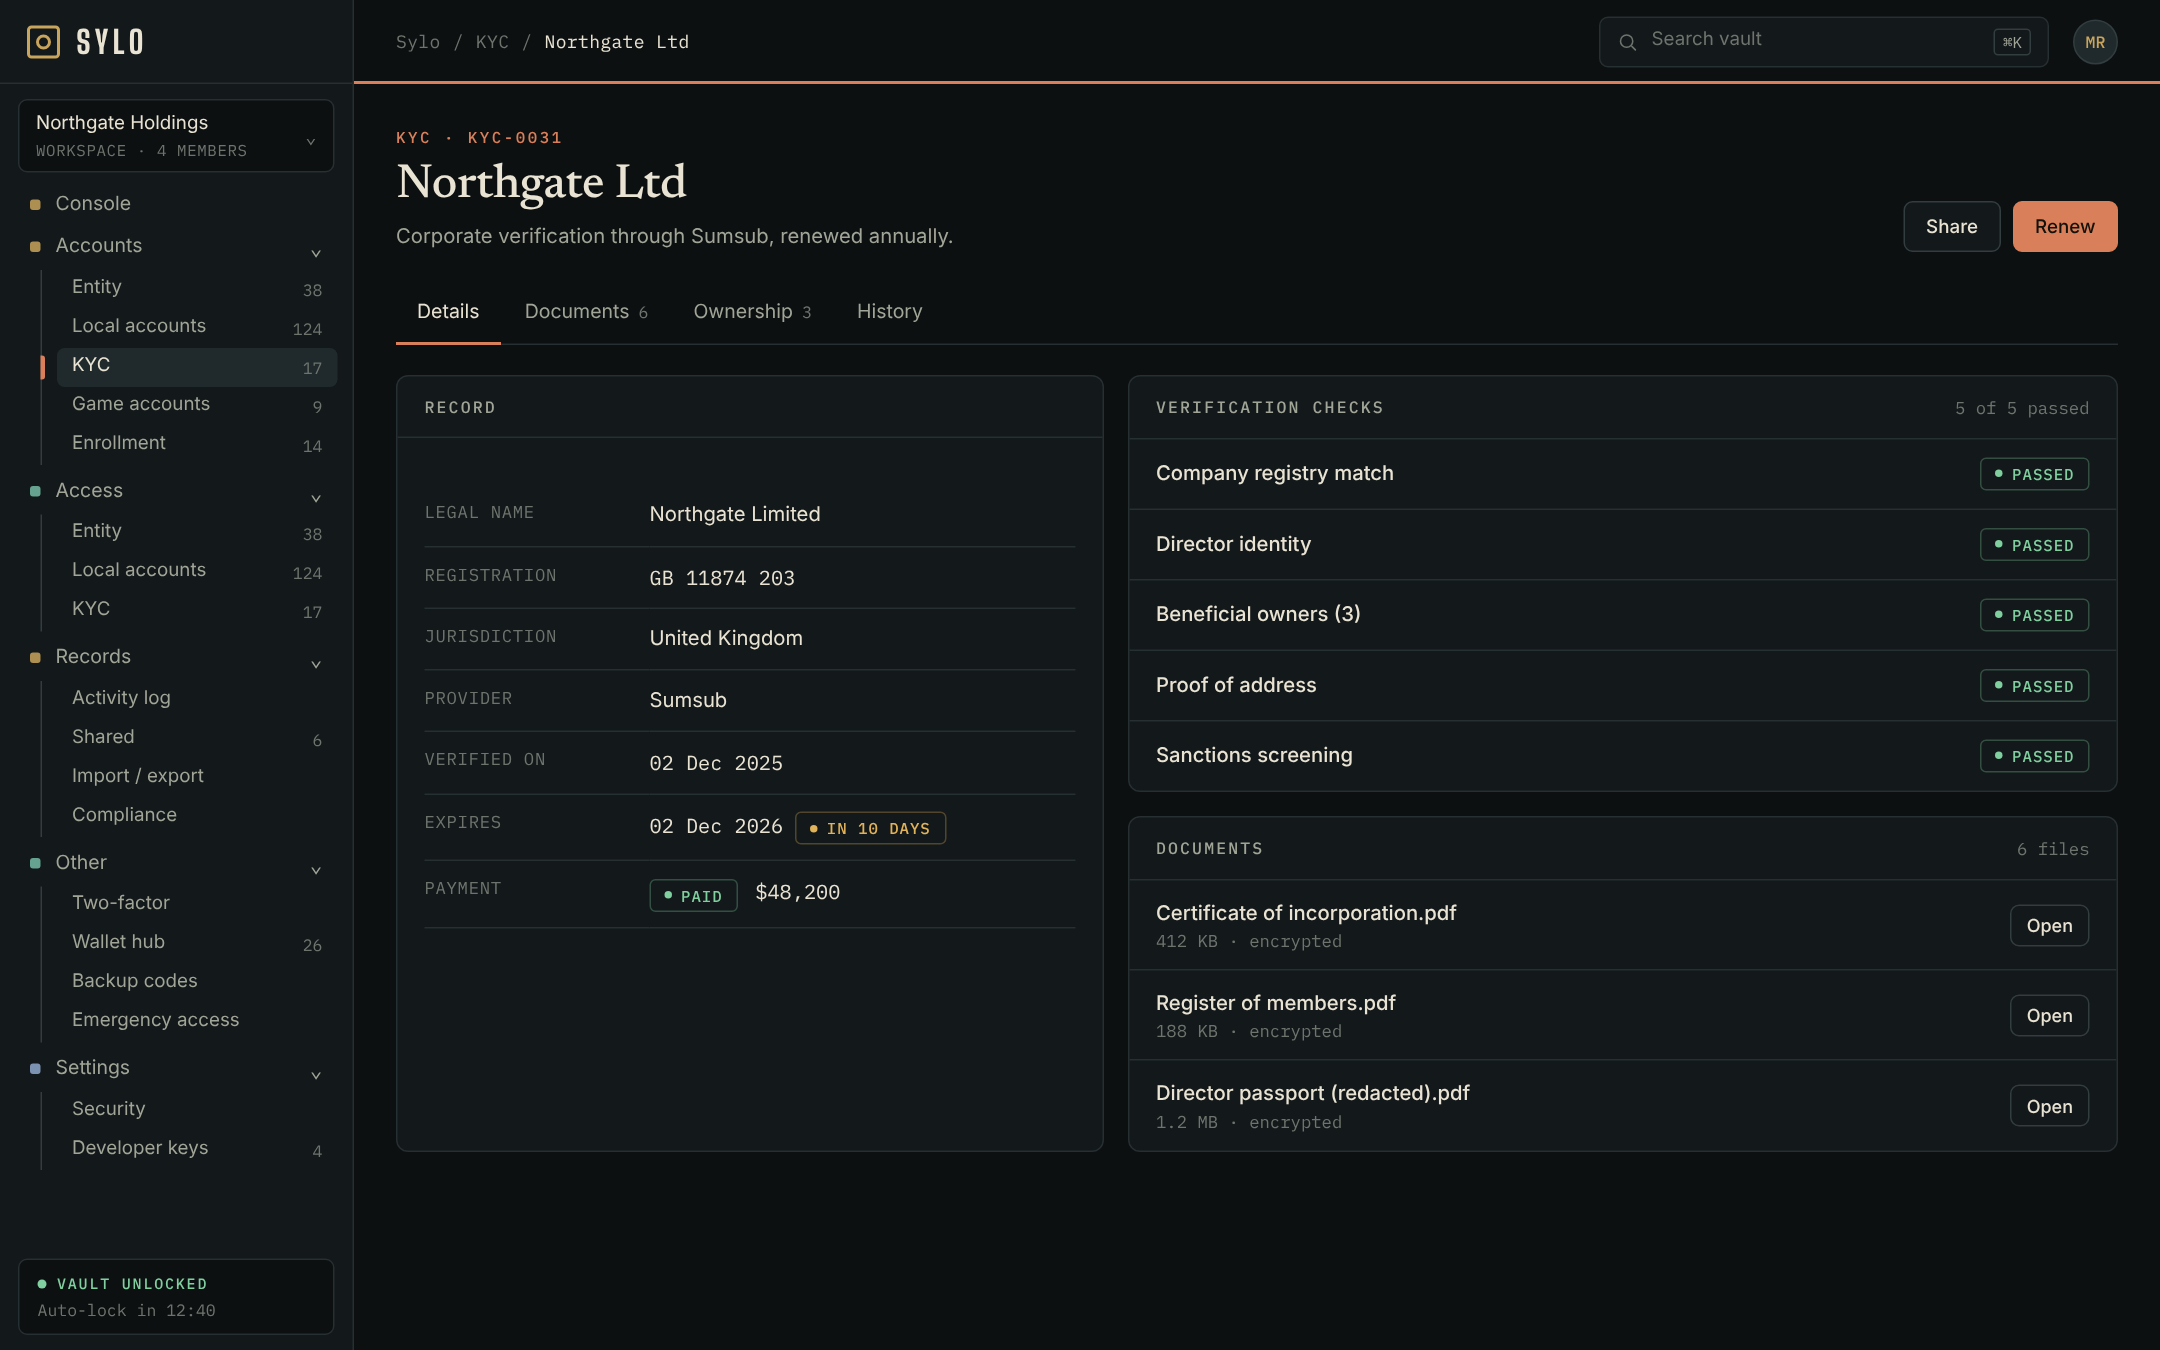 SYLO
Northgate Holdings
WORKSPACE · 4 MEMBERS
Console
Accounts
Entity 38
Local accounts 124
KYC 17
Game accounts 9
Enrollment 14
Access
Entity 38
Local accounts 124
KYC 17
Records
Activity log
Shared 6
Import / export
Compliance
Other
Two-factor
Wallet hub 26
Backup codes
Emergency access
Settings
Security
Developer keys 4
VAULT UNLOCKED
Auto-lock in 12:40
Sylo / KYC / Northgate Ltd
Search vault ⌘K
MR
KYC · KYC-0031
Northgate Ltd
Corporate verification through Sumsub, renewed annually.
Share Renew
Details Documents 6 Ownership 3 History
RECORD
LEGAL NAME Northgate Limited
REGISTRATION GB 11874 203
JURISDICTION United Kingdom
PROVIDER Sumsub
VERIFIED ON 02 Dec 2025
EXPIRES 02 Dec 2026 IN 10 DAYS
PAYMENT PAID $48,200
VERIFICATION CHECKS 5 of 5 passed
Company registry match PASSED
Director identity PASSED
Beneficial owners (3) PASSED
Proof of address PASSED
Sanctions screening PASSED
DOCUMENTS 6 files
Certificate of incorporation.pdf
412 KB · encrypted
Open
Register of members.pdf
188 KB · encrypted
Open
Director passport (redacted).pdf
1.2 MB · encrypted
Open